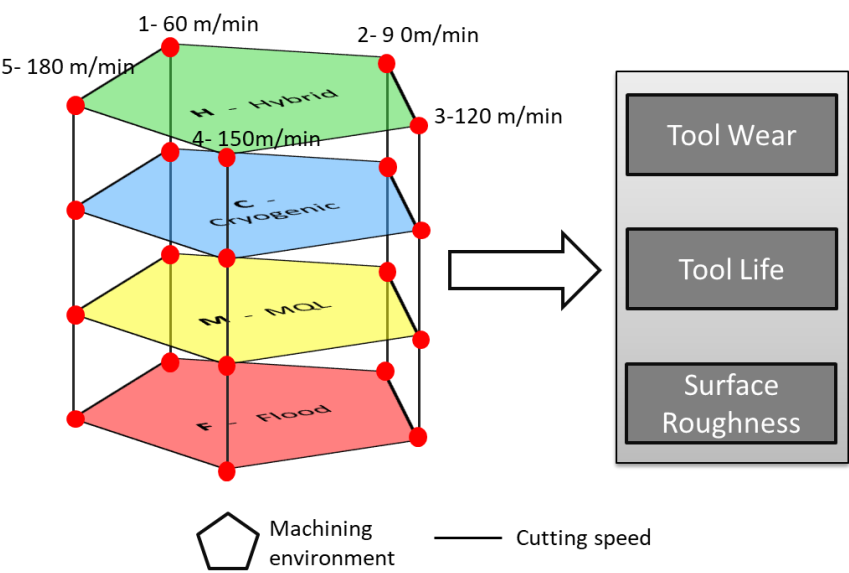 1- 60 m/min
2- 9 0m/min
5- 180 m/min
3-120 m/min
H - Hybrid
4- 150m/min
C -
Cryogenic
M - MQL
F - Flood
Tool Wear
Tool Life
Surface
Roughness
Machining
environment
Cutting speed